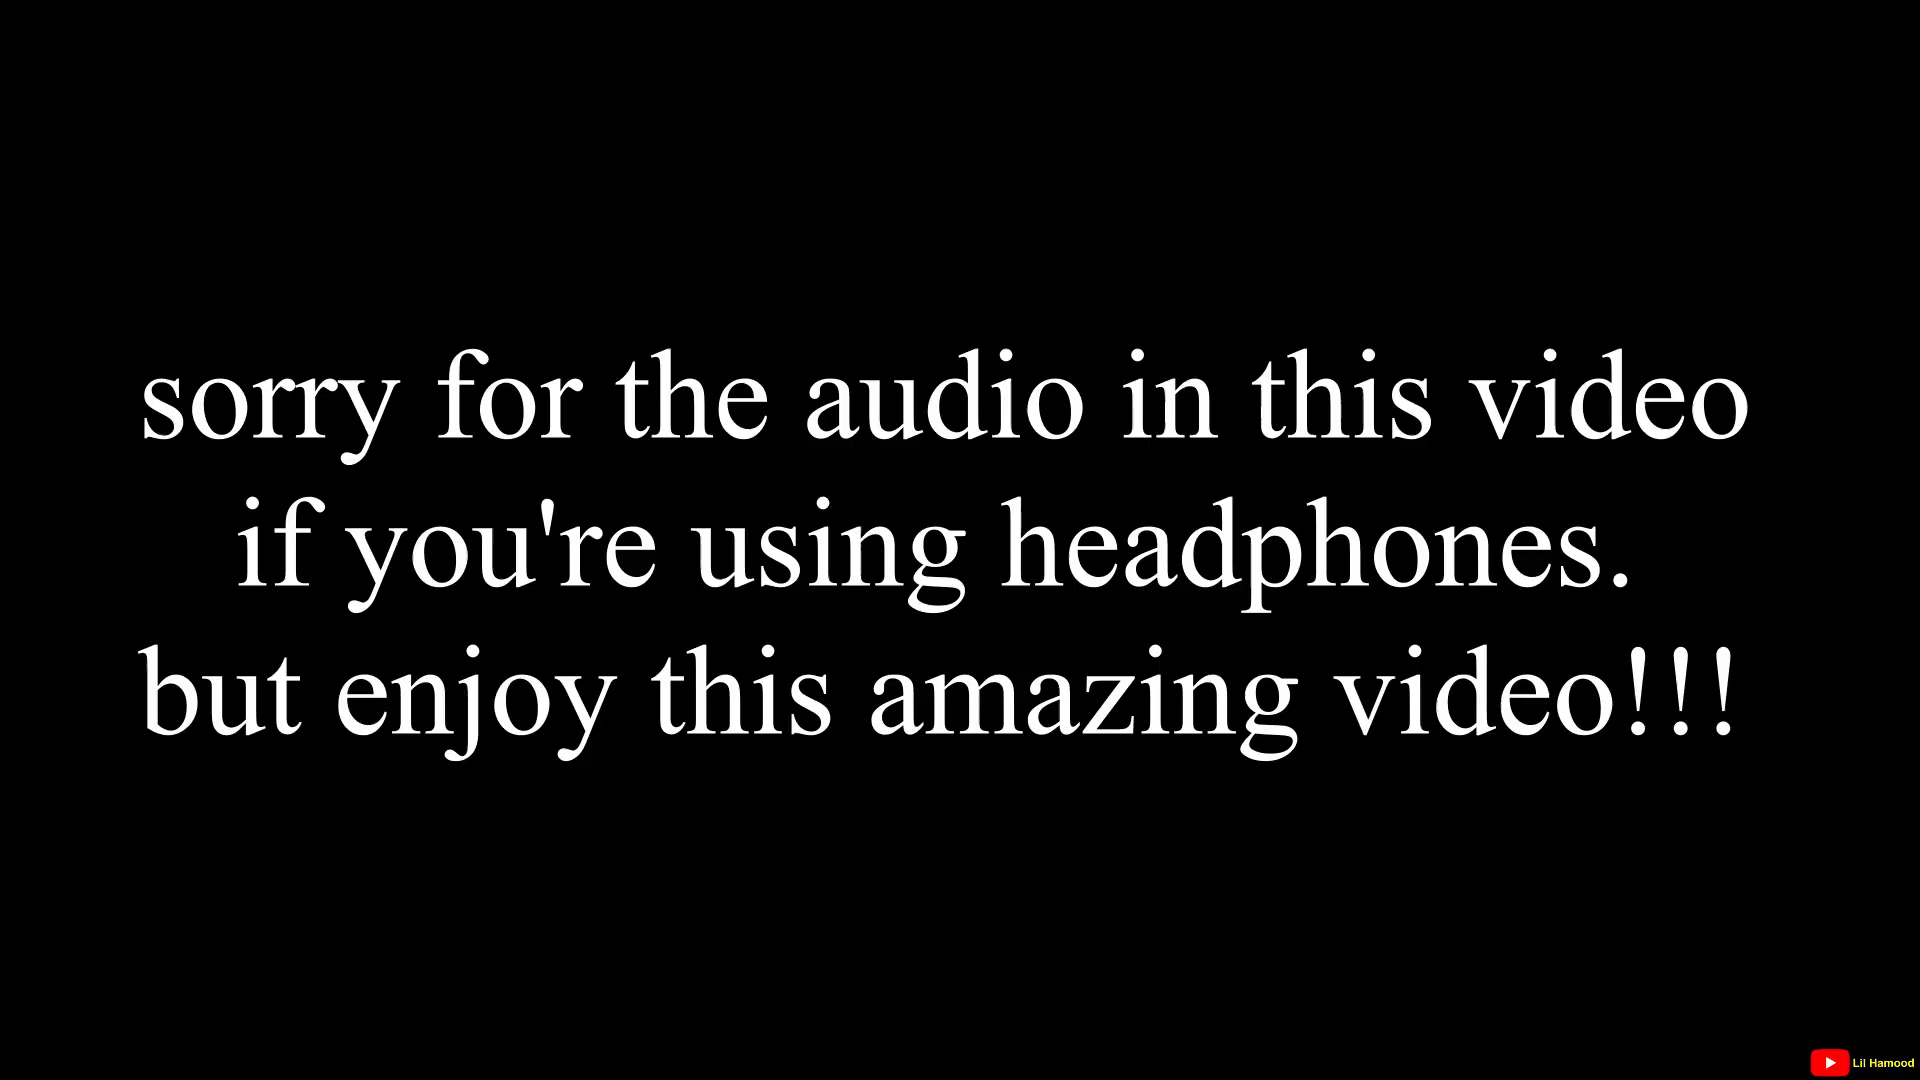 sorry for the audio in this video
if you're using headphones.
but enjoy this amazing video!!!
Lil Hamood